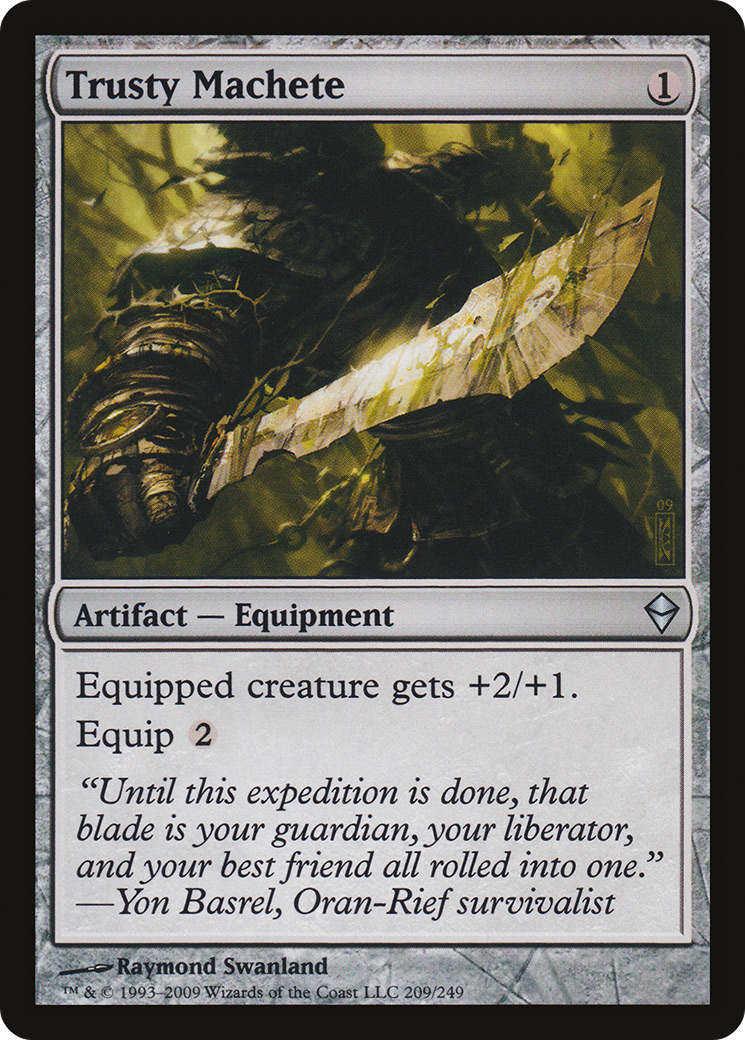 Trusty Machete
1
09
Artifact — Equipment
Equipped creature gets +2/+1.
Equip 2
“Until this expedition is done, that
blade is your guardian, your liberator,
and your best friend all rolled into one.”
—Yon Basrel, Oran-Rief survivalist
Raymond Swanland
™ & © 1993–2009 Wizards of the Coast LLC 209/249